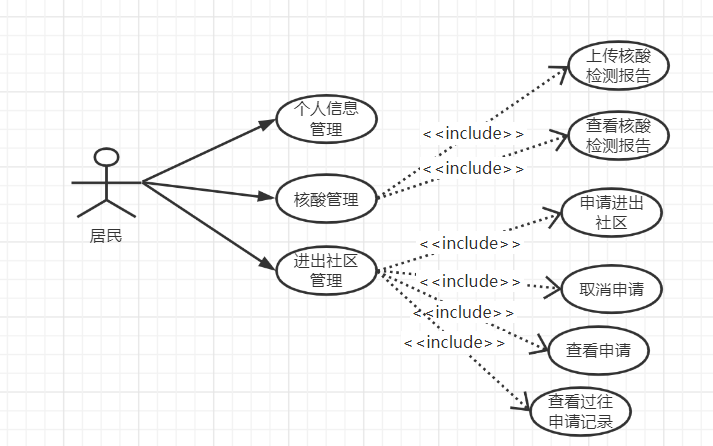 上传核酸
检测报告
个人信息
管理
<<include>>
查看核酸
检测报告
<<include>>
核酸管理
申请进出
社区
居民
<<include>>
进出社区
管理
<<include>>
取消申请
<<include>>
<<include>>
查看申请
查看过往
申请记录